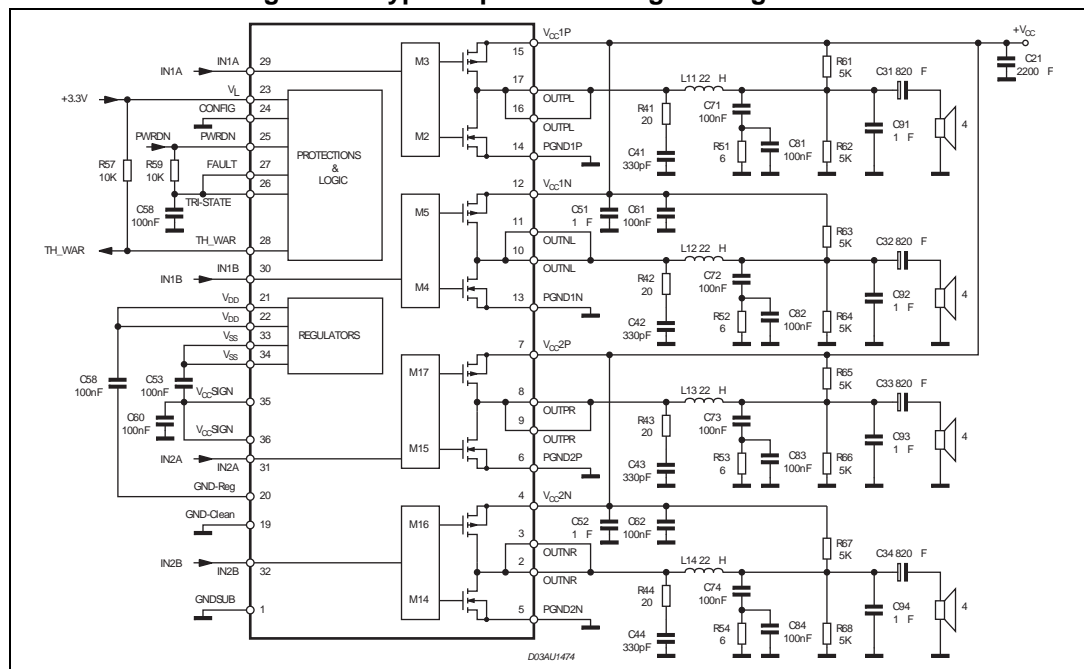 +3.3V
TH_WAR
IN1A
IN1A
29
VL
23
CONFIG
24
PWRDN
PWRDN
25
FAULT
27
26
TRI-STATE
R57
10K
R59
10K
C58
100nF
PROTECTIONS
&
LOGIC
TH_WAR
28
IN1B
IN1B
30
VDD
21
VDD
22
VSS
33
VSS
34
REGULATORS
C58
100nF
C53
100nF
C60
100nF
VCCSIGN
35
VCCSIGN
36
IN2A
IN2A
31
GND-Reg
20
GND-Clean
19
IN2B
IN2B
32
GNDSUB
1
M3
M2
15
VCC1P
17
OUTPL
16
OUTPL
14
PGND1P
M5
M4
12
VCC1N
11
OUTNL
10
OUTNL
13
PGND1N
M17
M15
7
VCC2P
8
OUTPR
9
OUTPR
6
PGND2P
M16
M14
4
VCC2N
3
OUTNR
2
OUTNR
5
PGND2N
+VCC
C21
2200 F
R41
20
C41
330pF
L11 22 H
C71
100nF
R51
6
C81
100nF
R61
5K
R62
5K
C31 820 F
C91
1 F
4
C51
1 F
C61
100nF
R42
20
C42
330pF
L12 22 H
C72
100nF
R52
6
C82
100nF
R63
5K
R64
5K
C32 820 F
C92
1 F
4
R43
20
C43
330pF
L13 22 H
C73
100nF
R53
6
C83
100nF
R65
5K
R66
5K
C33 820 F
C93
1 F
4
C52
1 F
C62
100nF
R44
20
C44
330pF
L14 22 H
C74
100nF
R54
6
C84
100nF
R67
5K
R68
5K
C34 820 F
C94
1 F
4
D03AU1474